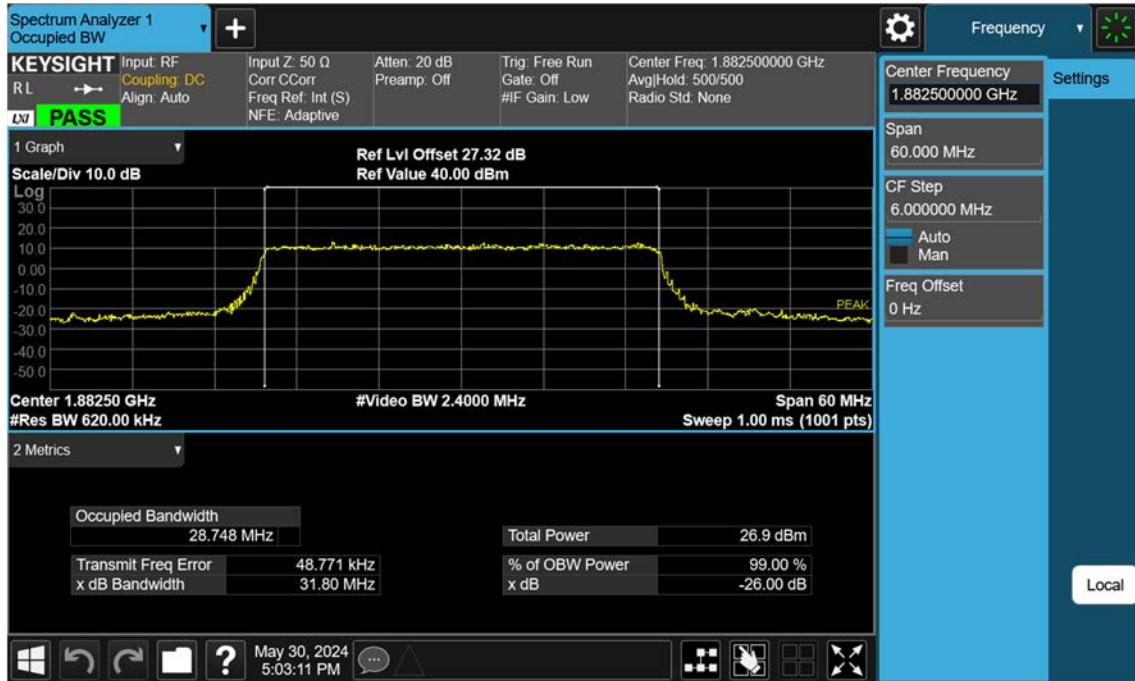 Spectrum Analyzer 1
Occupied BW
+
Frequency
KEYSIGHT
R L
LXI PASS
Input: RF
Coupling: DC
Align: Auto
Input Z: 50 Ω
Corr CCorr
Freq Ref: Int (S)
NFE: Adaptive
Atten: 20 dB
Preamp: Off
Trig: Free Run
Gate: Off
#IF Gain: Low
Center Freq: 1.882500000 GHz
Avg|Hold: 500/500
Radio Std: None
Center Frequency
1.882500000 GHz
Settings
Span
60.000 MHz
CF Step
6.000000 MHz
Auto
Man
Freq Offset
0 Hz
Local
1 Graph
Scale/Div 10.0 dB
Ref Lvl Offset 27.32 dB
Ref Value 40.00 dBm
Log
30.0
20.0
10.0
0.00
-10.0
-20.0
-30.0
-40.0
-50.0
PEAK
Center 1.88250 GHz
#Video BW 2.4000 MHz
Span 60 MHz
#Res BW 620.00 kHz
Sweep 1.00 ms (1001 pts)
2 Metrics
Occupied Bandwidth
28.748 MHz
Total Power 26.9 dBm
Transmit Freq Error 48.771 kHz
% of OBW Power 99.00 %
x dB Bandwidth 31.80 MHz
x dB -26.00 dB
?
May 30, 2024
5:03:11 PM